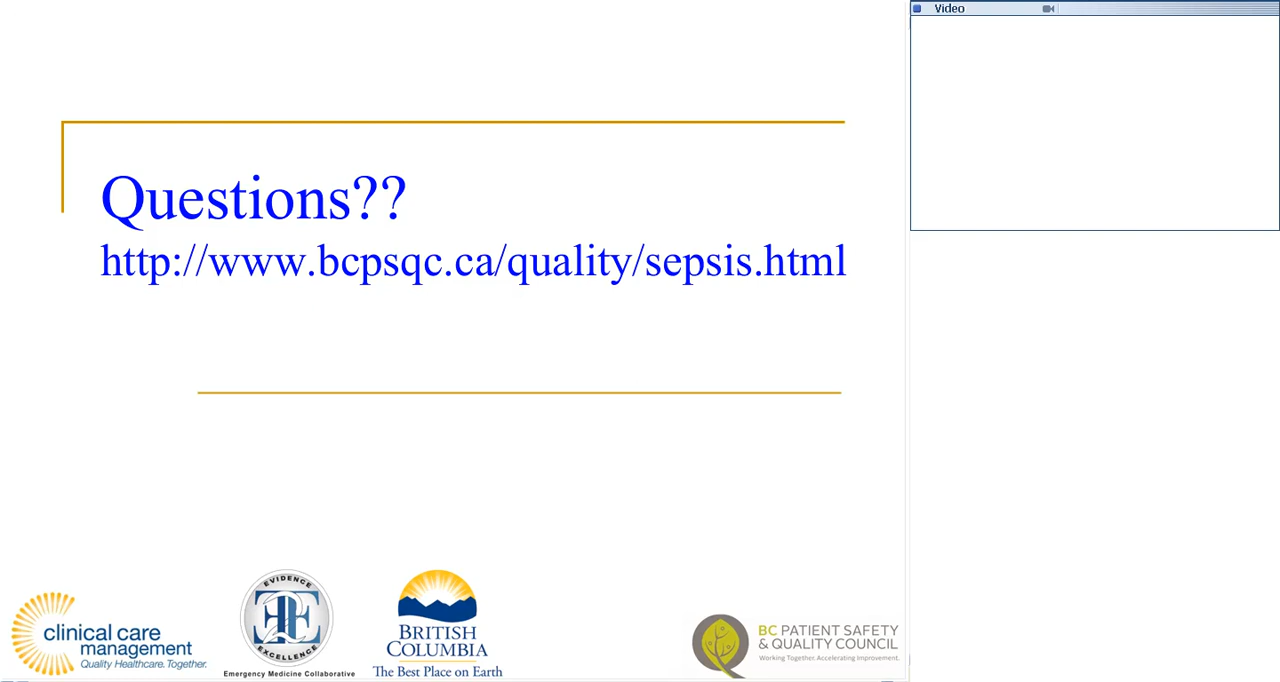 Video
Questions??
http://www.bcpsqc.ca/quality/sepsis.html
clinical care
management
Quality Healthcare. Together.
EVIDENCE
E2E
EXCELLENCE
Emergency Medicine Collaborative
BRITISH
COLUMBIA
The Best Place on Earth
BC PATIENT SAFETY
& QUALITY COUNCIL
Working Together. Accelerating Improvement.